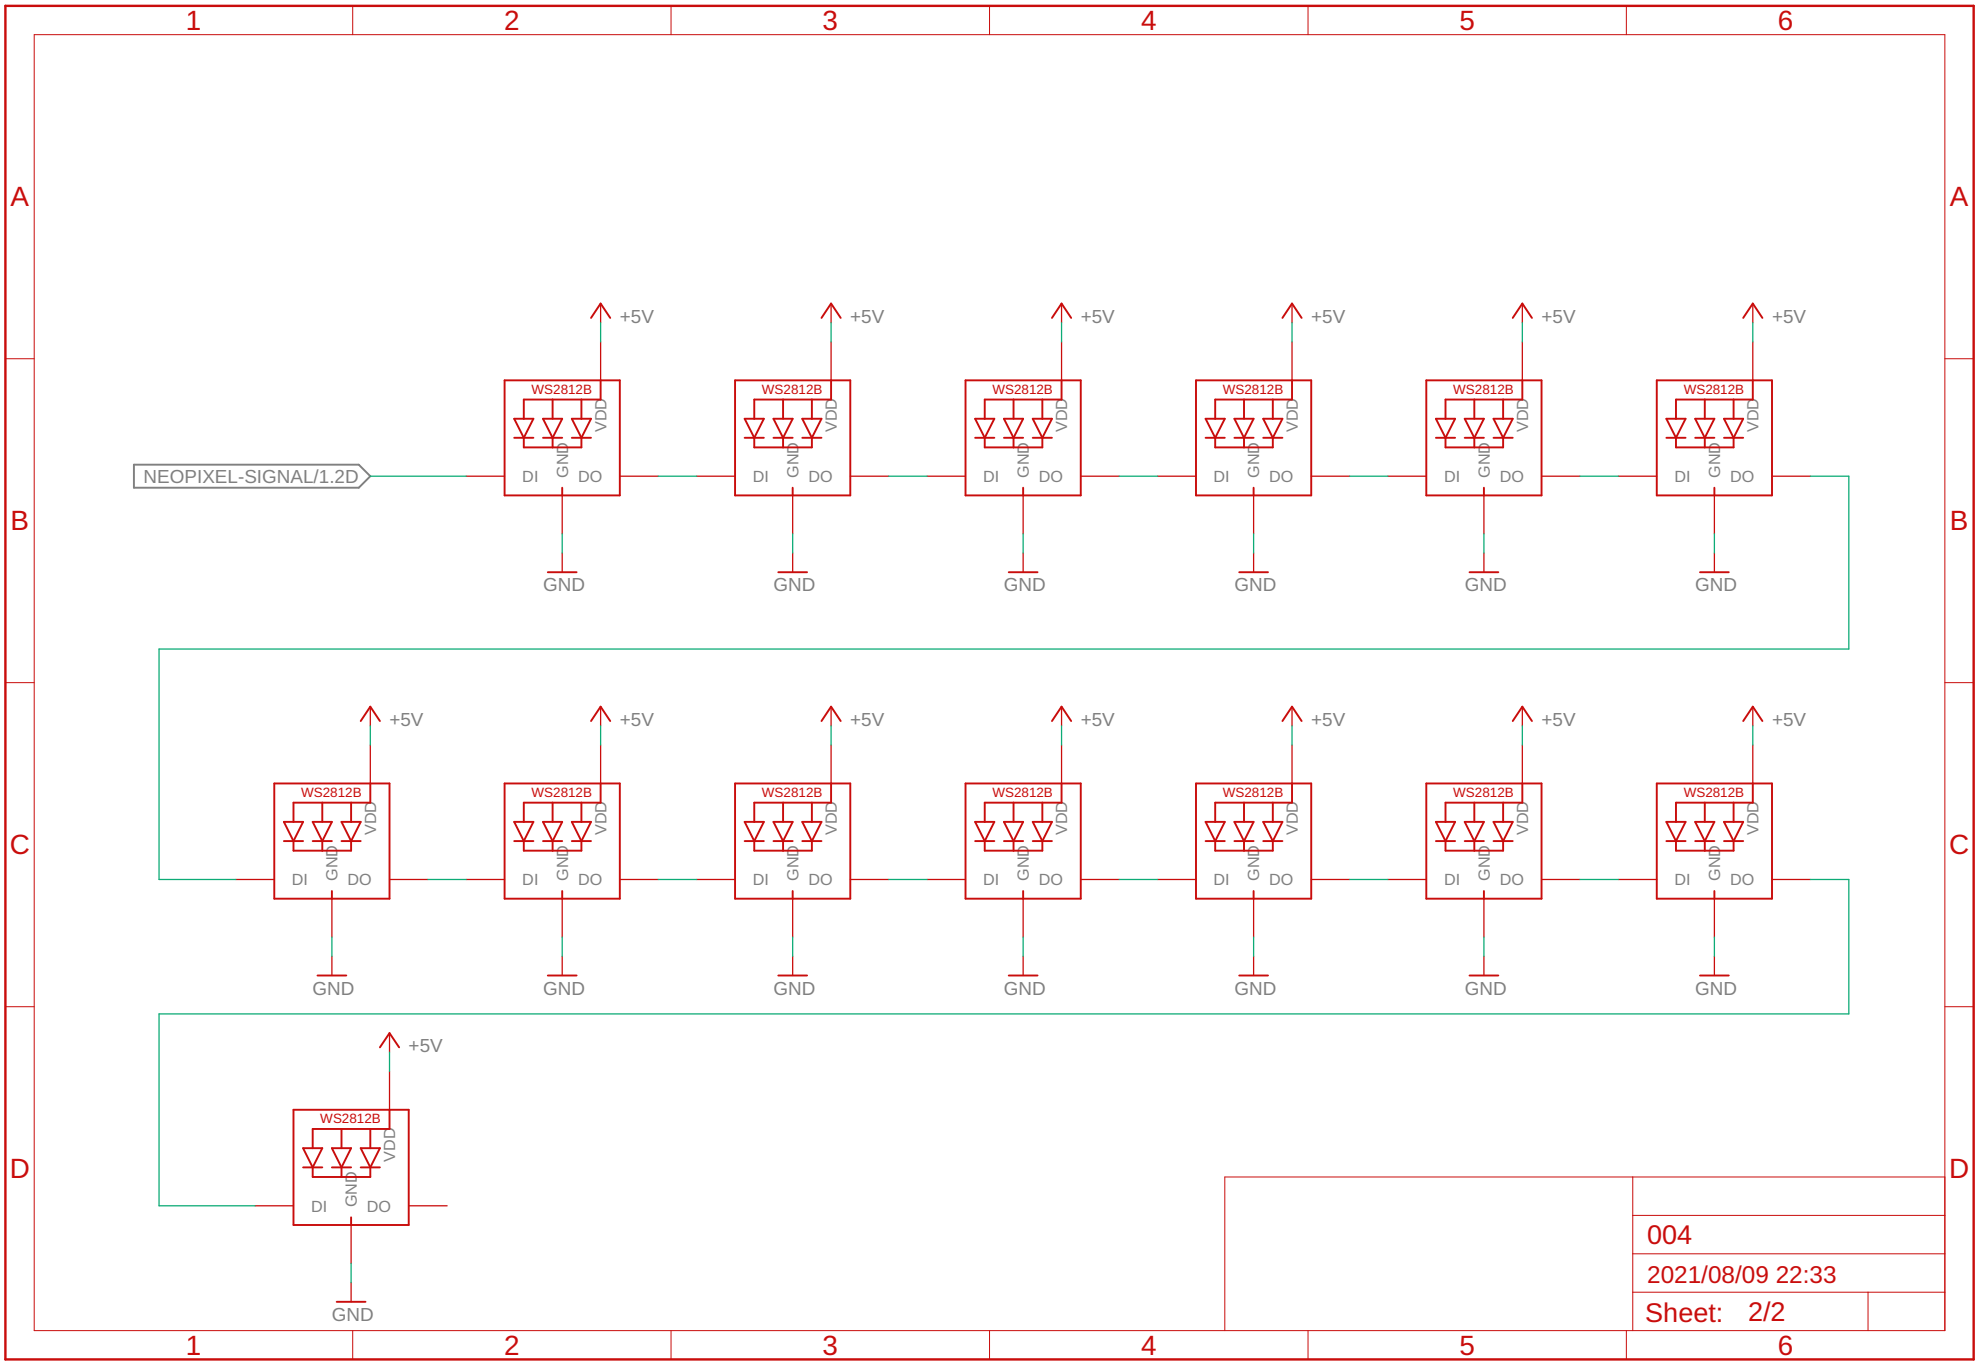 1 2 3 4 5 6
A A
+5V +5V +5V +5V +5V +5V
WS2812B WS2812B WS2812B WS2812B WS2812B WS2812B
VDD VDD VDD VDD VDD VDD
GND GND GND GND GND GND
NEOPIXEL-SIGNAL/1.2D DI DO DI DO DI DO DI DO DI DO DI DO
B B
GND GND GND GND GND GND
+5V +5V +5V +5V +5V +5V +5V
WS2812B WS2812B WS2812B WS2812B WS2812B WS2812B WS2812B
VDD VDD VDD VDD VDD VDD VDD
C C
GND GND GND GND GND GND GND
DI DO DI DO DI DO DI DO DI DO DI DO DI DO
GND GND GND GND GND GND GND
+5V
WS2812B
VDD
D D
GND
DI DO
GND
004
2021/08/09 22:33
Sheet: 2/2
1 2 3 4 5 6